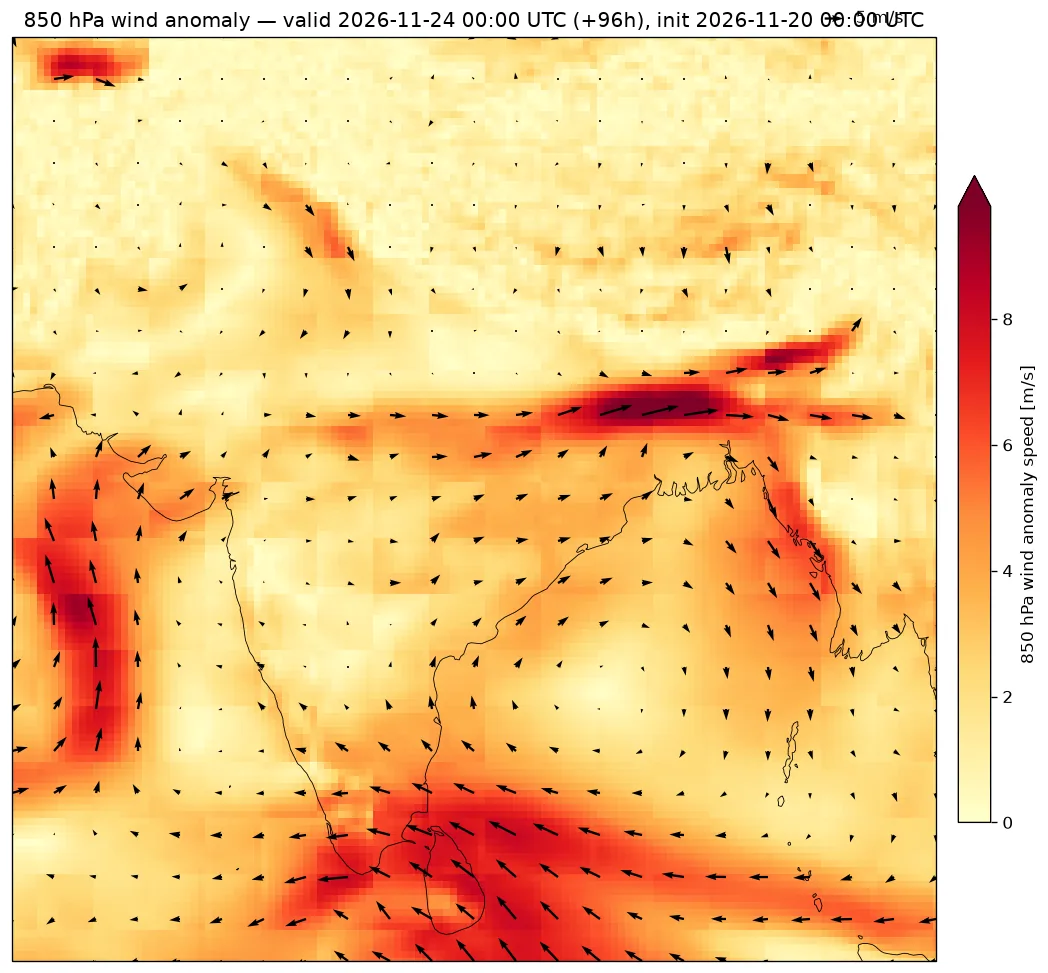 850 hPa wind anomaly — valid 2026-11-24 00:00 UTC (+96h), init 2026-11-20 00:00 UTC
5 m/s
8
6
4
2
0
850 hPa wind anomaly speed [m/s]